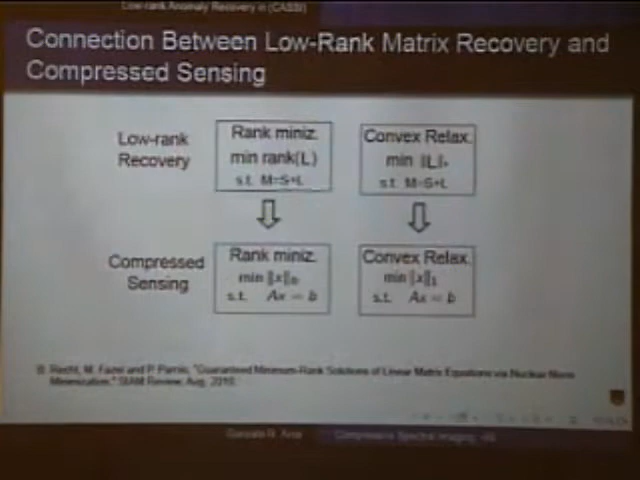 Low-rank Anomaly Recovery in (CASSI)
Connection Between Low-Rank Matrix Recovery and
Compressed Sensing
Low-rank
Recovery
Rank miniz.
min rank(L)
s.t. M=S+L
Convex Relax.
min ||L||*
s.t. M=S+L
Compressed
Sensing
Rank miniz.
min ||x||₀
s.t. Ax = b
Convex Relax.
min ||x||₁
s.t. Ax = b
B. Recht, M. Fazel and P. Parrilo, "Guaranteed Minimum-Rank Solutions of Linear Matrix Equations via Nuclear Norm
Minimization," SIAM Review, Aug. 2010.
Gonzalo R. Arce
Compressive Spectral Imaging